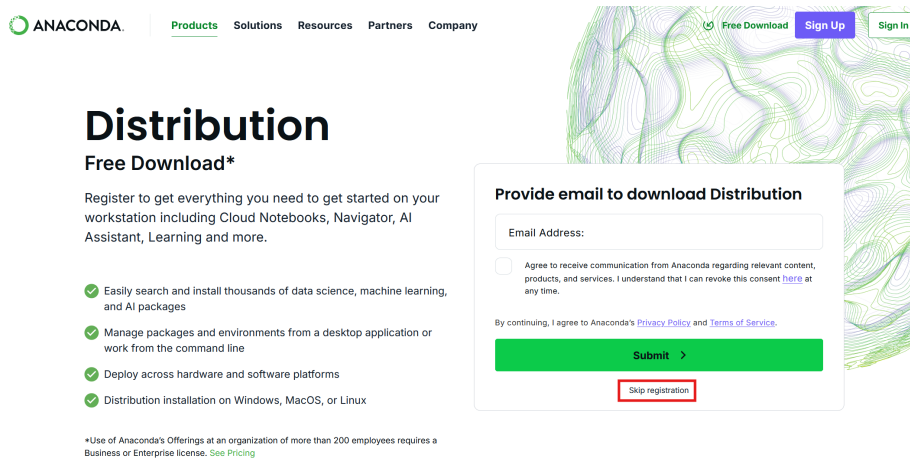 ANACONDA.
Products Solutions Resources Partners Company
Free Download Sign Up Sign In
Distribution
Free Download*
Register to get everything you need to get started on your
workstation including Cloud Notebooks, Navigator, AI
Assistant, Learning and more.
Easily search and install thousands of data science, machine learning,
and AI packages
Manage packages and environments from a desktop application or
work from the command line
Deploy across hardware and software platforms
Distribution installation on Windows, MacOS, or Linux
*Use of Anaconda's Offerings at an organization of more than 200 employees requires a
Business or Enterprise license. See Pricing
Provide email to download Distribution
Email Address:
Agree to receive communication from Anaconda regarding relevant content,
products, and services. I understand that I can revoke this consent here at
any time.
By continuing, I agree to Anaconda's Privacy Policy and Terms of Service.
Submit >
Skip registration